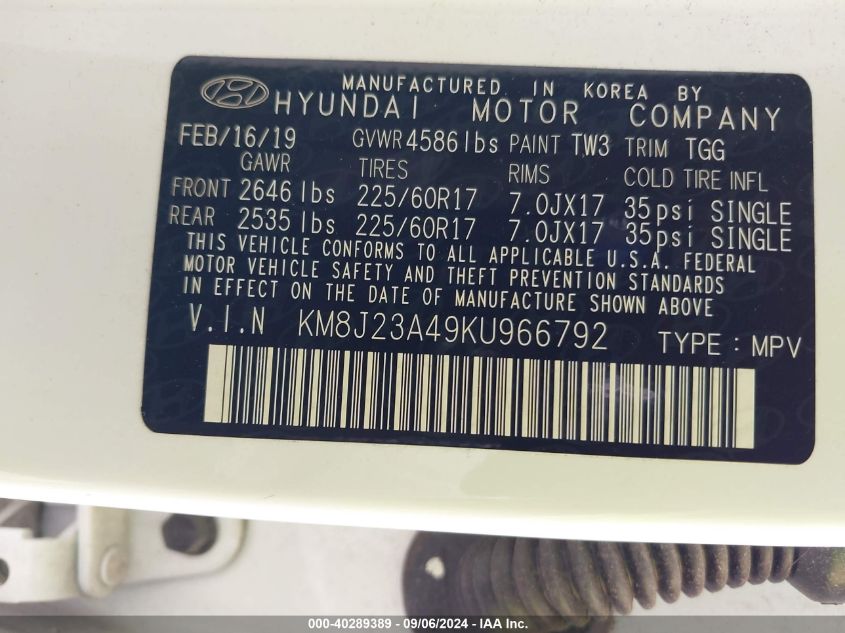 MANUFACTURED IN KOREA BY
HYUNDAI MOTOR COMPANY
FEB/16/19 GVWR 4586lbs PAINT TW3 TRIM TGG
GAWR TIRES RIMS COLD TIRE INFL
FRONT 2646 lbs 225/60R17 7.0JX17 35psi SINGLE
REAR 2535 lbs 225/60R17 7.0JX17 35psi SINGLE
THIS VEHICLE CONFORMS TO ALL APPLICABLE U.S.A. FEDERAL
MOTOR VEHICLE SAFETY AND THEFT PREVENTION STANDARDS
IN EFFECT ON THE DATE OF MANUFACTURE SHOWN ABOVE
V.I.N KM8J23A49KU966792 TYPE : MPV
000-40289389 - 09/06/2024 - IAA Inc.